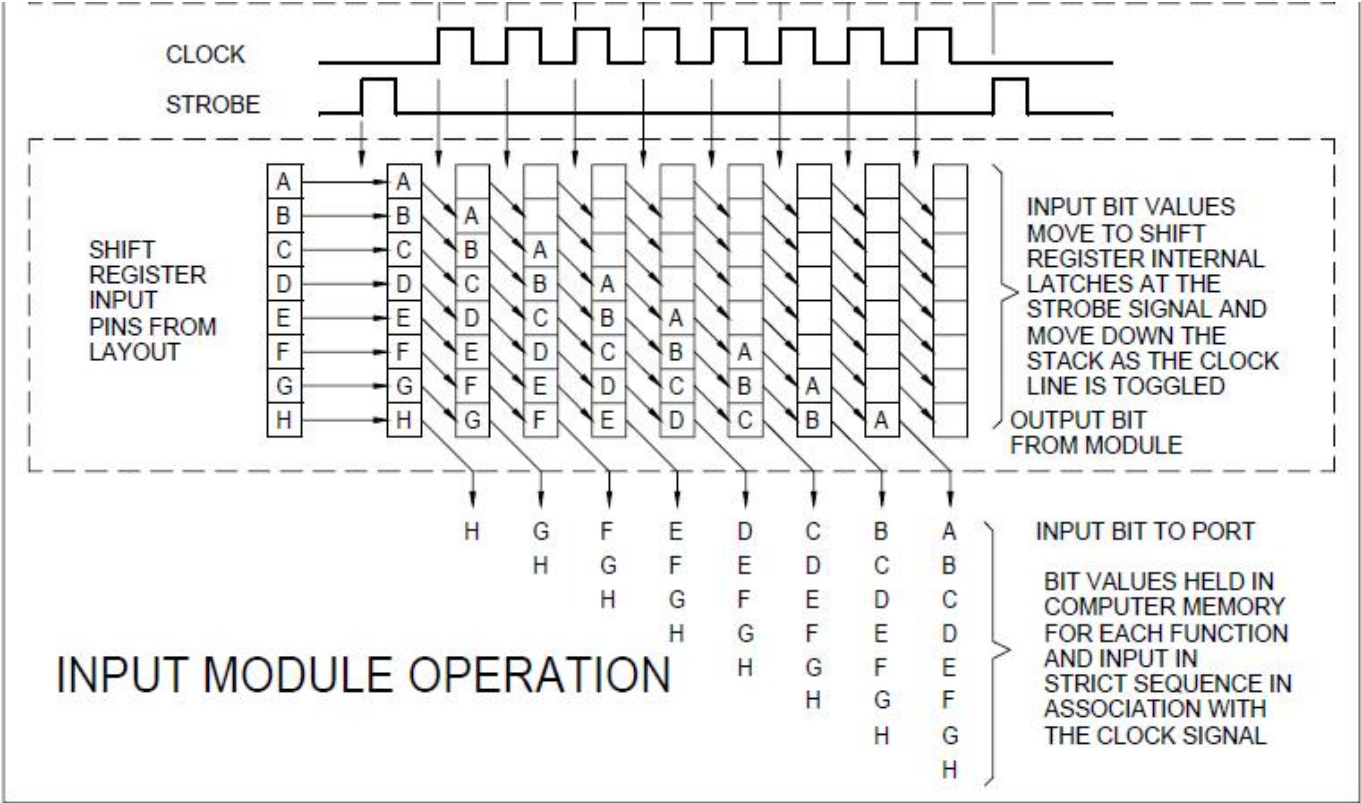 CLOCK
STROBE
SHIFT
REGISTER
INPUT
PINS FROM
LAYOUT
A A
B B A
C C B A
D D C B A
E E D C B A
F F E D C B A
G G F E D C B A
H H G F E D C B A
INPUT BIT VALUES
MOVE TO SHIFT
REGISTER INTERNAL
LATCHES AT THE
STROBE SIGNAL AND
MOVE DOWN THE
STACK AS THE CLOCK
LINE IS TOGGLED
OUTPUT BIT
FROM MODULE
H G F E D C B A
H G F E D C B
H G F E D C
H G F E D
H G F E
H G F
H G
H
INPUT BIT TO PORT
BIT VALUES HELD IN
COMPUTER MEMORY
FOR EACH FUNCTION
AND INPUT IN
STRICT SEQUENCE IN
ASSOCIATION WITH
THE CLOCK SIGNAL
INPUT MODULE OPERATION